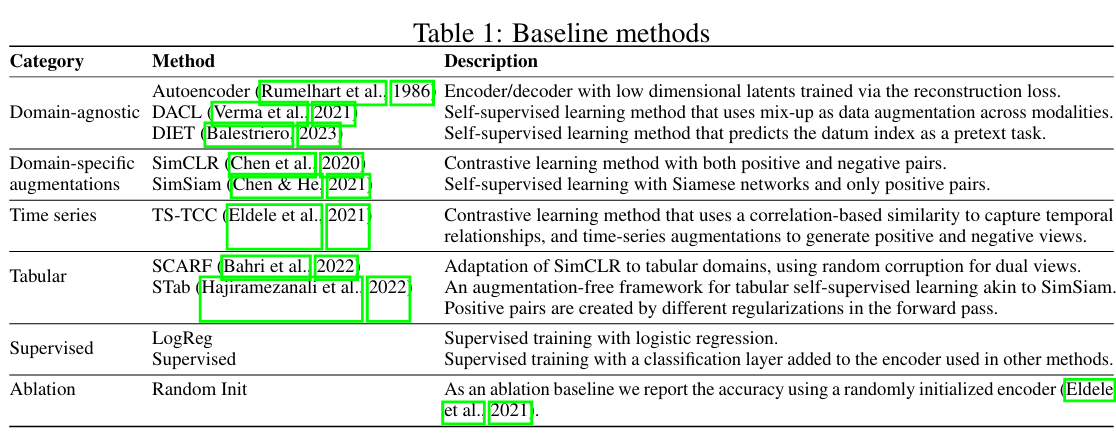 Table 1: Baseline methods
Category Method Description
Domain-agnostic Autoencoder (Rumelhart et al., 1986) Encoder/decoder with low dimensional latents trained via the reconstruction loss.
DACL (Verma et al., 2021) Self-supervised learning method that uses mix-up as data augmentation across modalities.
DIET (Balestriero, 2023) Self-supervised learning method that predicts the datum index as a pretext task.
Domain-specific augmentations SimCLR (Chen et al., 2020) Contrastive learning method with both positive and negative pairs.
SimSiam (Chen & He, 2021) Self-supervised learning with Siamese networks and only positive pairs.
Time series TS-TCC (Eldele et al., 2021) Contrastive learning method that uses a correlation-based similarity to capture temporal
relationships, and time-series augmentations to generate positive and negative views.
Tabular SCARF (Bahri et al., 2022) Adaptation of SimCLR to tabular domains, using random corruption for dual views.
STab (Hajiramezanali et al., 2022) An augmentation-free framework for tabular self-supervised learning akin to SimSiam.
Positive pairs are created by different regularizations in the forward pass.
Supervised LogReg Supervised training with logistic regression.
Supervised Supervised training with a classification layer added to the encoder used in other methods.
Ablation Random Init As an ablation baseline we report the accuracy using a randomly initialized encoder (Eldele
et al., 2021).